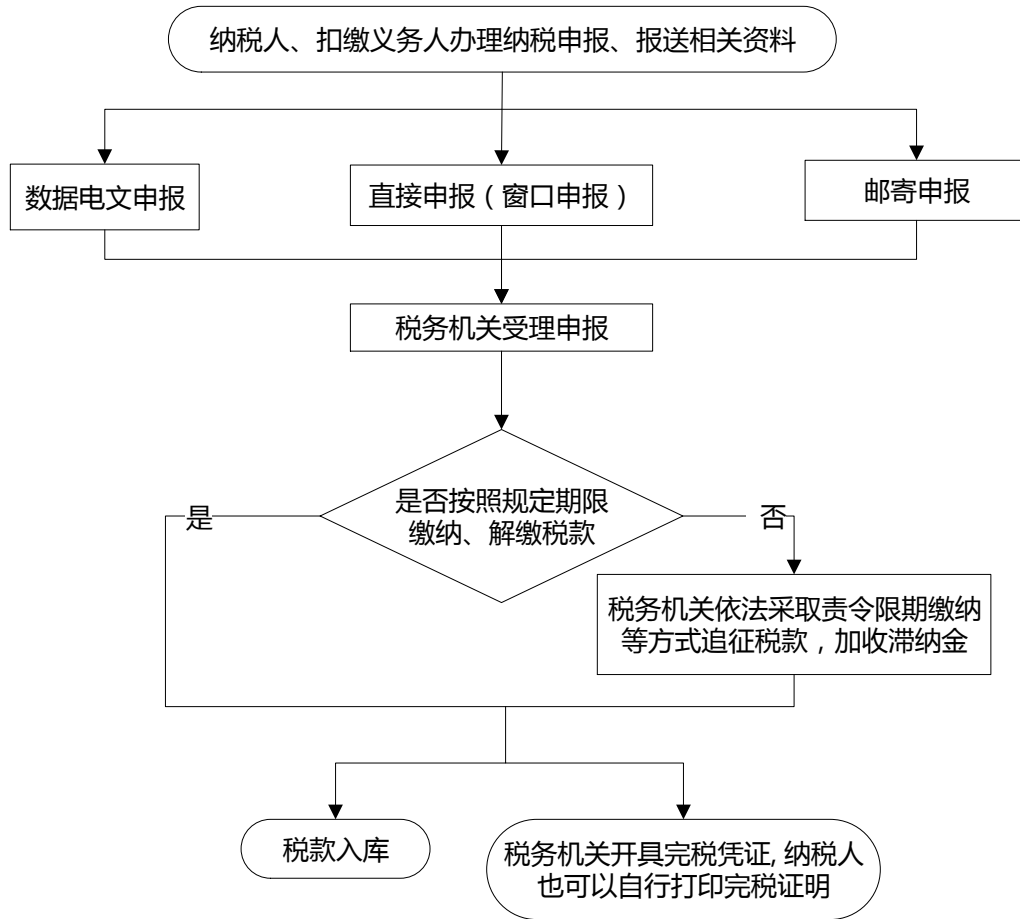 纳税人、扣缴义务人办理纳税申报、报送相关资料
数据电文申报
直接申报（窗口申报）
邮寄申报
税务机关受理申报
是否按照规定期限
缴纳、解缴税款
是
否
税务机关依法采取责令限期缴纳
等方式追征税款，加收滞纳金
税款入库
税务机关开具完税凭证, 纳税人
也可以自行打印完税证明